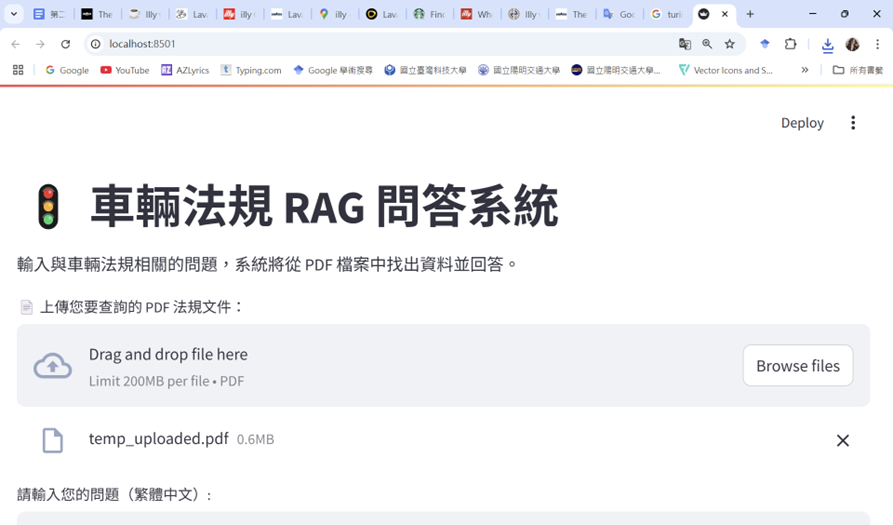 第二
The
Illy
Lava
illy
Lava
illy
Lava
Find
Whe
Illy
The
Goo
turi
localhost:8501
Google
YouTube
AZLyrics
Typing.com
Google 學術搜尋
國立臺灣科技大學
國立陽明交通大學
國立陽明交通大學...
Vector Icons and S...
所有書籤
Deploy
車輛法規 RAG 問答系統
輸入與車輛法規相關的問題，系統將從 PDF 檔案中找出資料並回答。
上傳您要查詢的 PDF 法規文件：
Drag and drop file here
Limit 200MB per file • PDF
Browse files
temp_uploaded.pdf 0.6MB
請輸入您的問題（繁體中文）: